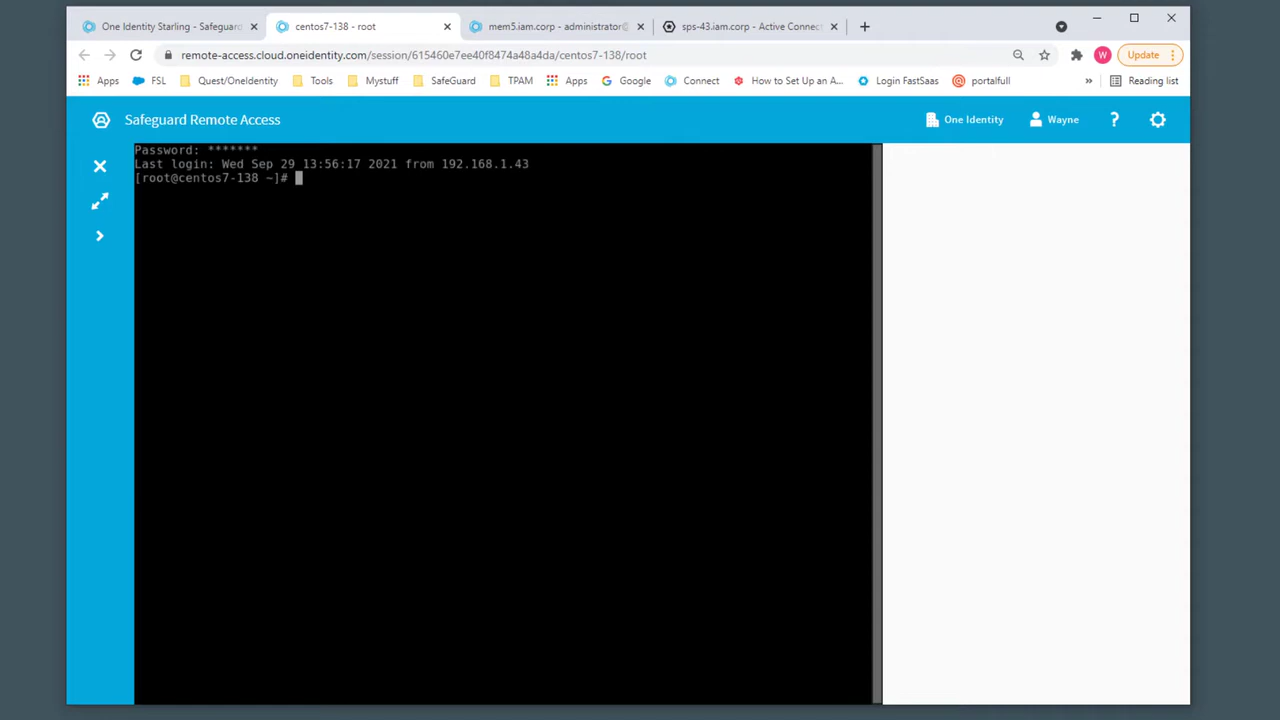 One Identity Starling - Safeguard
centos7-138 - root
mem5.iam.corp - administrator@
sps-43.iam.corp - Active Connect
remote-access.cloud.oneidentity.com/session/615460e7ee40f8474a48a4da/centos7-138/root
W
Update
Apps
FSL
Quest/OneIdentity
Tools
Mystuff
SafeGuard
TPAM
Apps
Google
Connect
How to Set Up an A...
Login FastSaas
portalfull
»
Reading list
Safeguard Remote Access
One Identity
Wayne
?
Password: *******
Last login: Wed Sep 29 13:56:17 2021 from 192.168.1.43
[root@centos7-138 ~]#